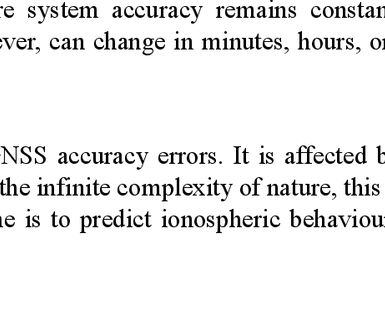 re system accuracy remains constan
ever, can change in minutes, hours, or
NSS accuracy errors. It is affected b
the infinite complexity of nature, this
ne is to predict ionospheric behaviour